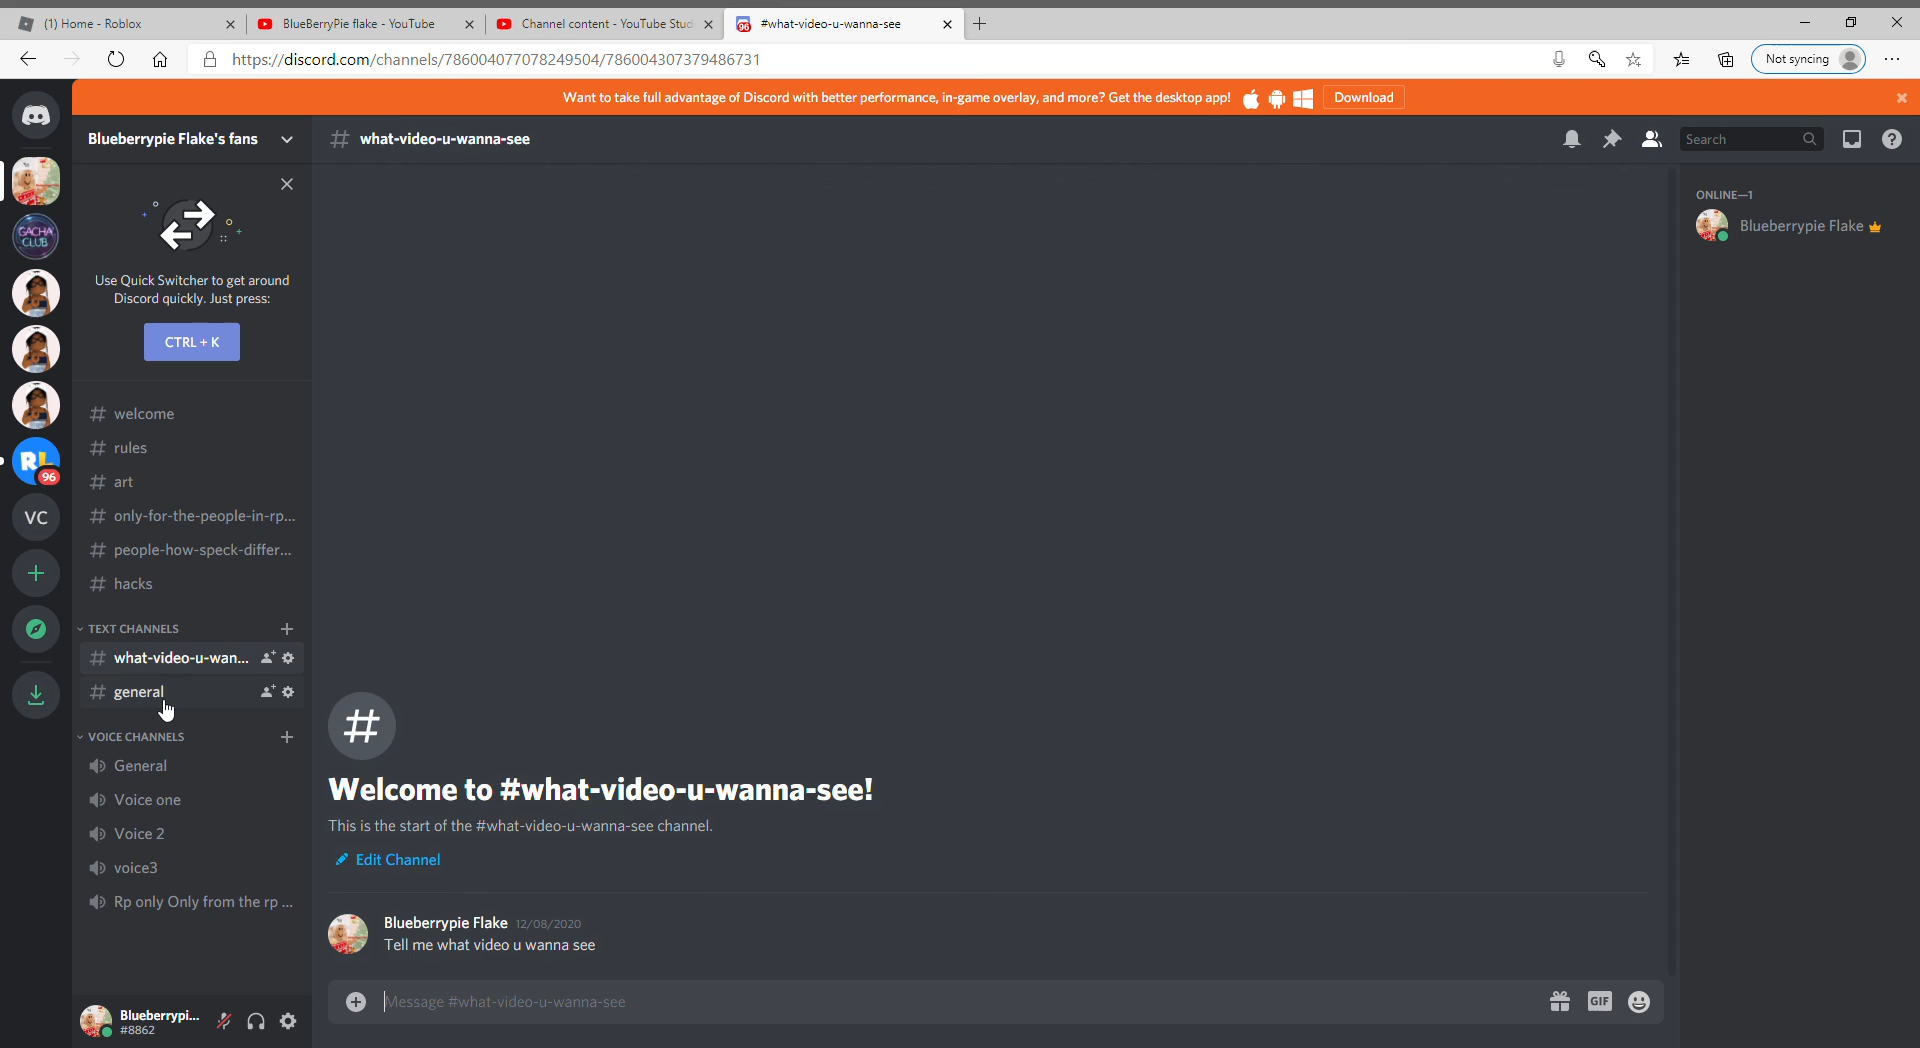 (1) Home - Roblox
BlueBerryPie flake - YouTube
Channel content - YouTube Stud
96
#what-video-u-wanna-see
https://discord.com/channels/786004077078249504/786004307379486731
Not syncing
Want to take full advantage of Discord with better performance, in-game overlay, and more? Get the desktop app!
Download
Blueberrypie Flake's fans
# what-video-u-wanna-see
Search
GACHA
CLUB
RL
96
VC
Use Quick Switcher to get around
Discord quickly. Just press:
CTRL + K
# welcome
# rules
# art
# only-for-the-people-in-rp...
# people-how-speck-differ...
# hacks
TEXT CHANNELS
# what-video-u-wan...
# general
VOICE CHANNELS
General
Voice one
Voice 2
voice3
Rp only Only from the rp ...
Blueberrypi...
#8862
#
Welcome to #what-video-u-wanna-see!
This is the start of the #what-video-u-wanna-see channel.
Edit Channel
Blueberrypie Flake 12/08/2020
Tell me what video u wanna see
Message #what-video-u-wanna-see
GIF
ONLINE—1
Blueberrypie Flake